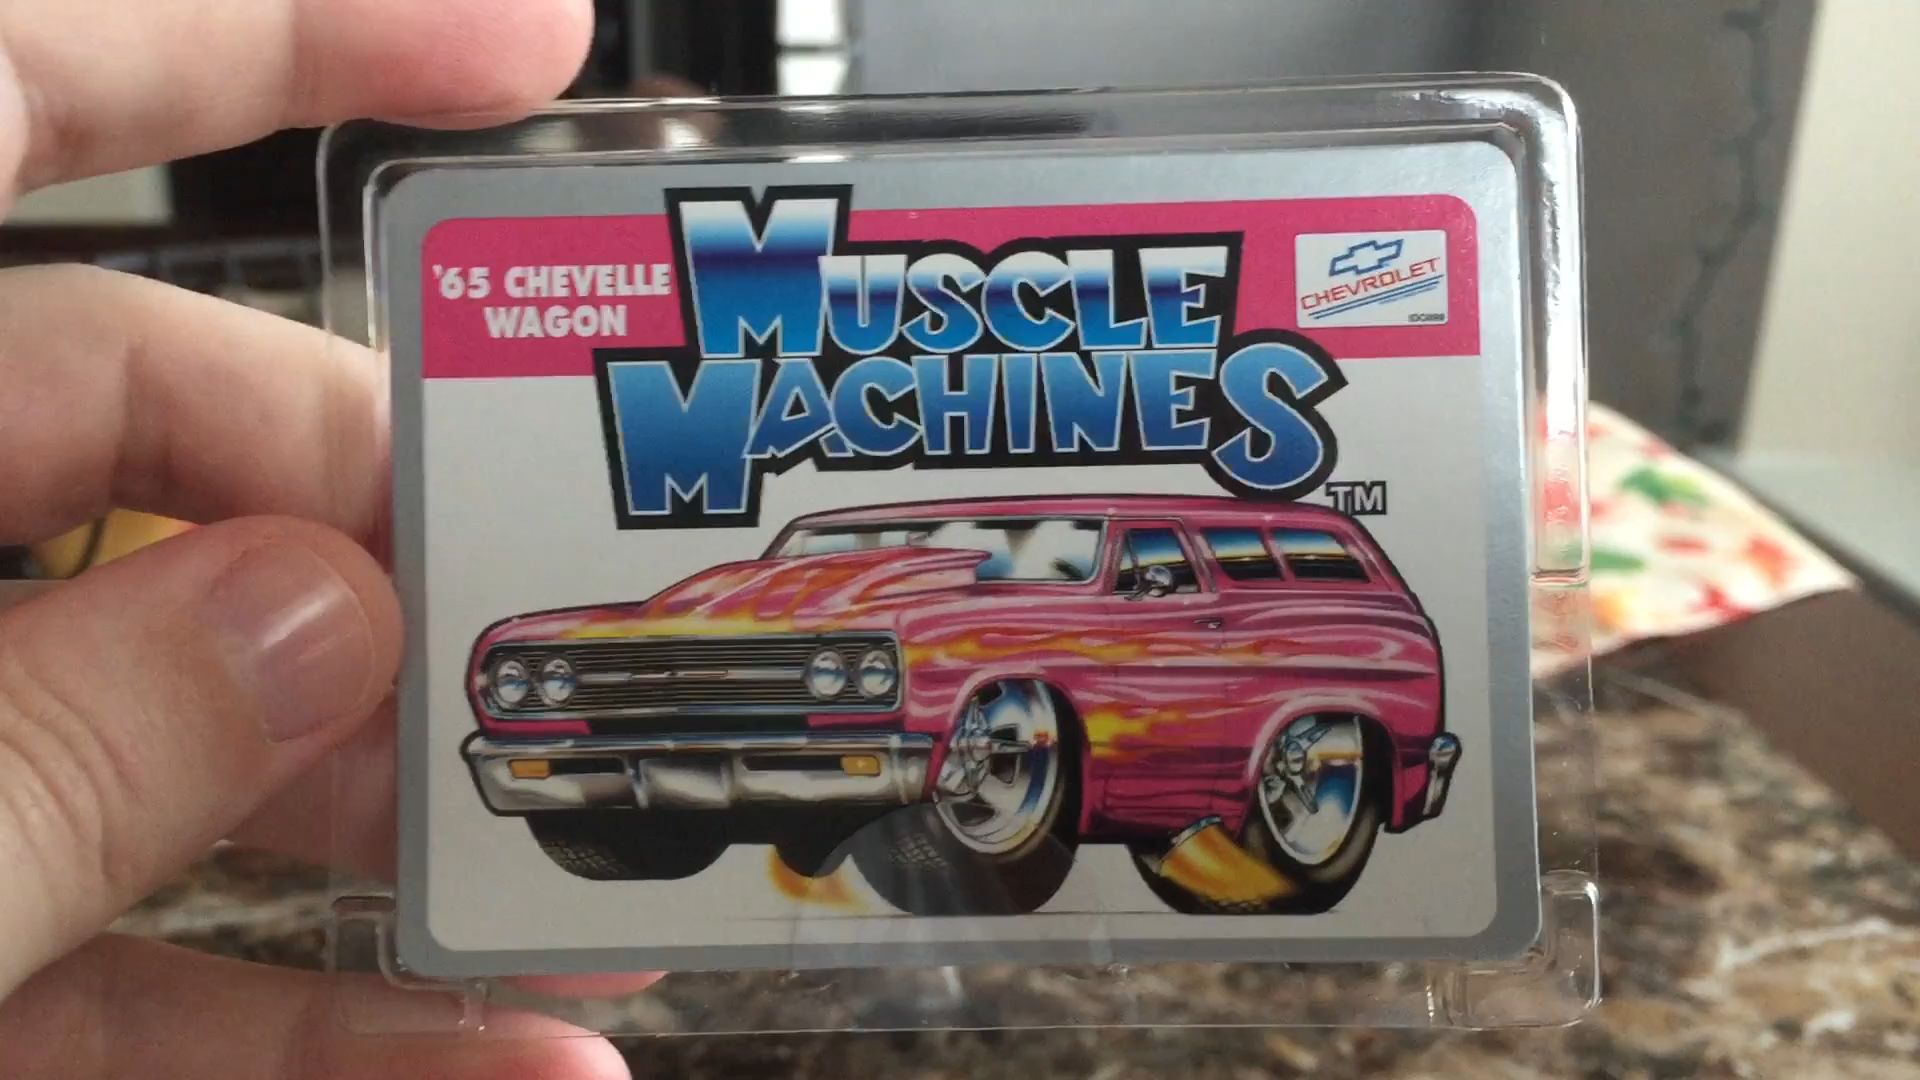 '65 CHEVELLE
WAGON
MUSCLE
MACHINES
TM
CHEVROLET